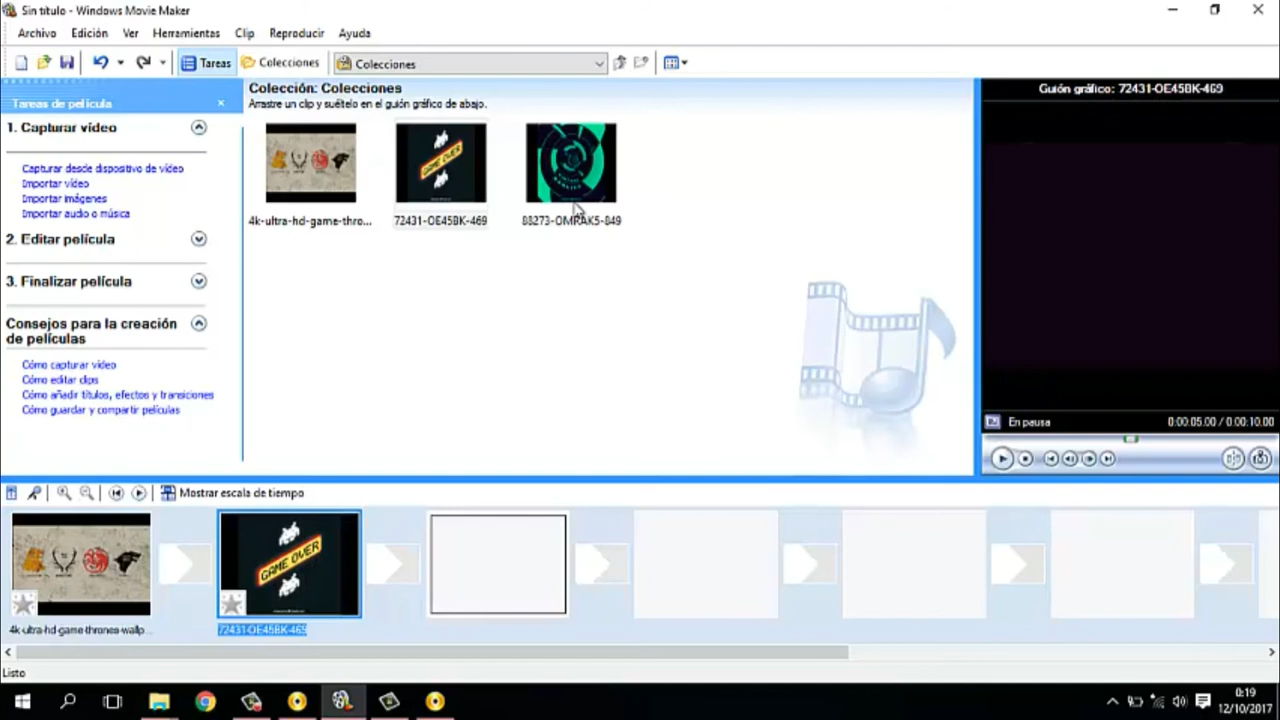 Sin título - Windows Movie Maker
Archivo Edición Ver Herramientas Clip Reproducir Ayuda
Tareas Colecciones Colecciones
Tareas de película
1. Capturar vídeo
Capturar desde dispositivo de vídeo
Importar vídeo
Importar imágenes
Importar audio o música
2. Editar película
3. Finalizar película
Consejos para la creación
de películas
Cómo capturar vídeo
Cómo editar clips
Cómo añadir títulos, efectos y transiciones
Cómo guardar y compartir películas
Colección: Colecciones
Arrastre un clip y suéltelo en el guión gráfico de abajo.
GAME OVER
4k-ultra-hd-game-thro... 72431-OE45BK-469 88273-OMRAK5-849
Guión gráfico: 72431-OE45BK-469
En pausa 0:00:05.00 / 0:00:10.00
Mostrar escala de tiempo
GAME OVER
4k-ultra-hd-game-thrones-wallp... 72431-OE45BK-469
Listo
0:19
12/10/2017